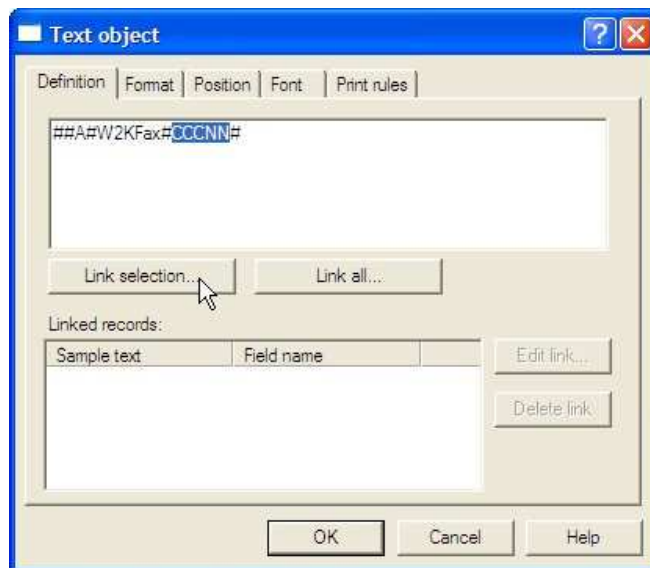 Text object
Definition Format Position Font Print rules
##A#W2KFax#CCCNN#
Link selection... Link all...
Linked records:
Sample text Field name
Edit link...
Delete link
OK Cancel Help